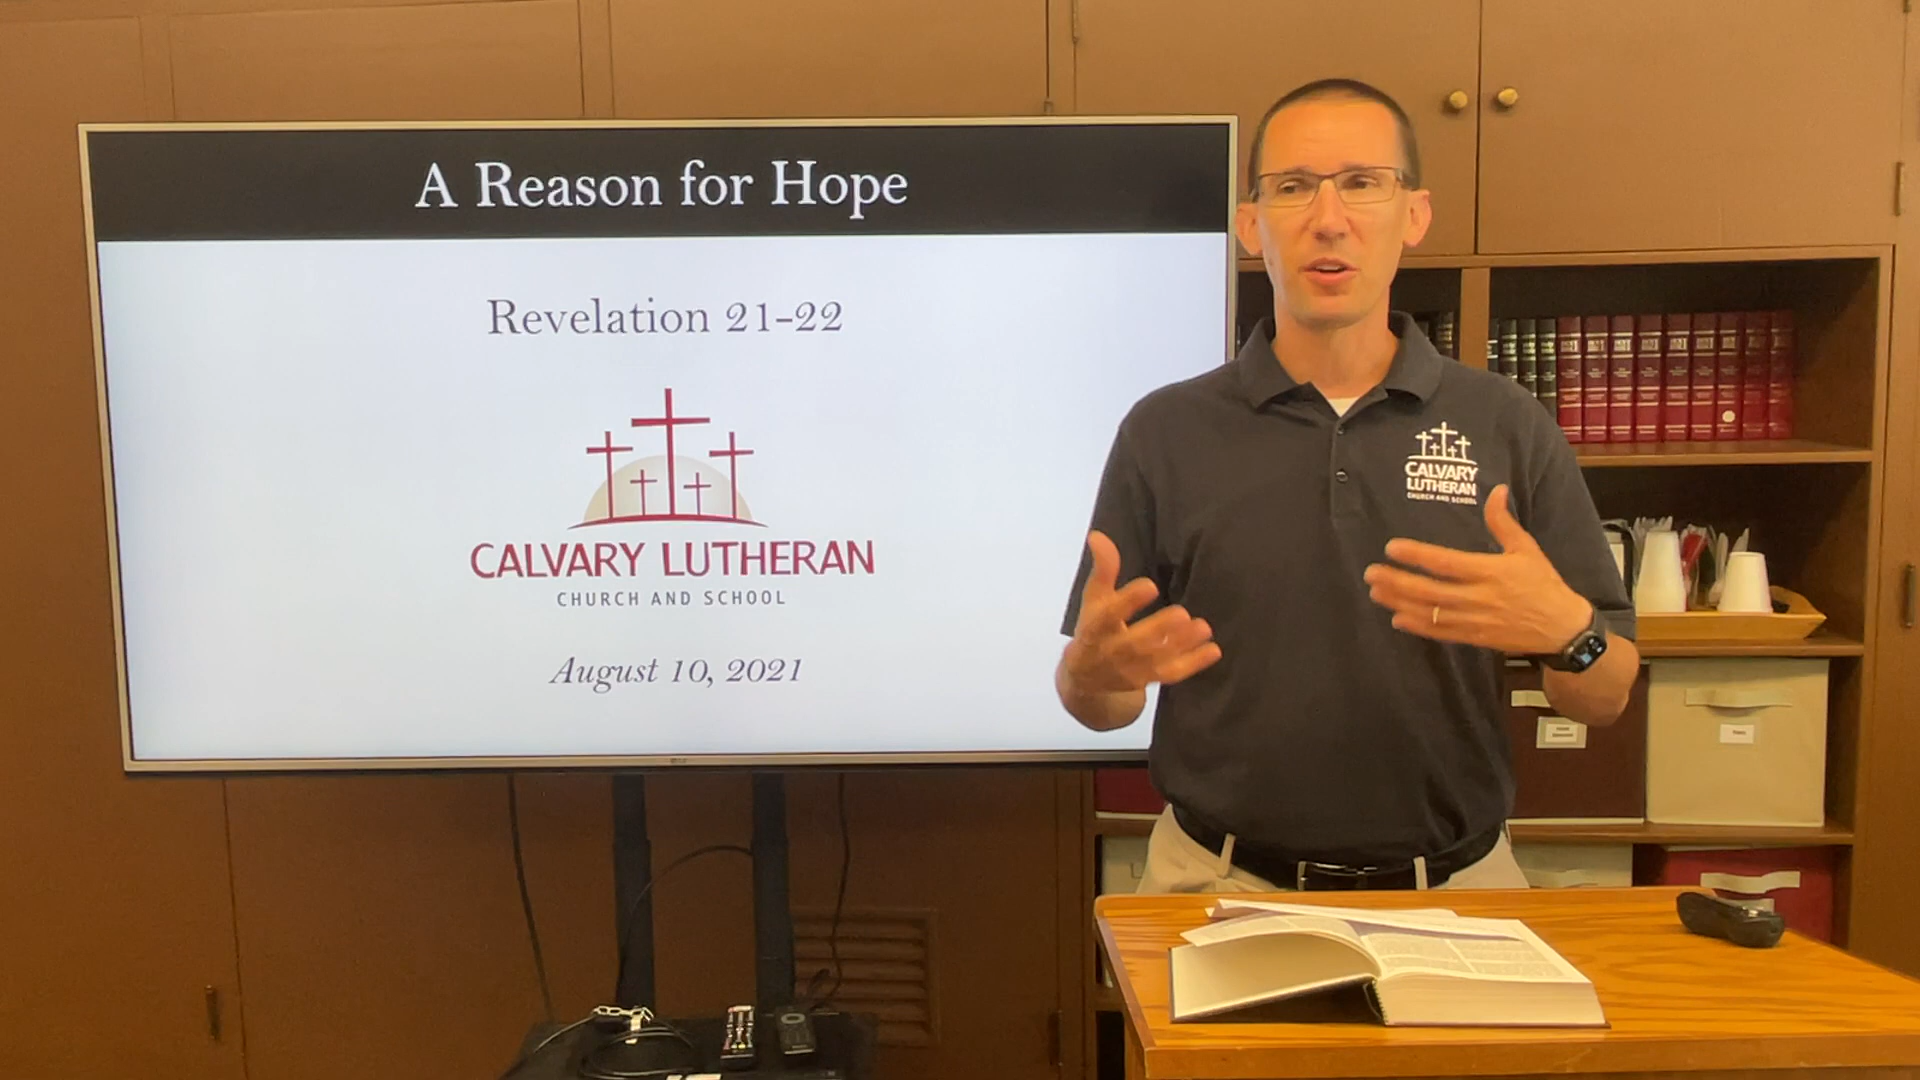 A Reason for Hope
Revelation 21-22
CALVARY LUTHERAN
CHURCH AND SCHOOL
August 10, 2021
CALVARY
LUTHERAN
CHURCH AND SCHOOL